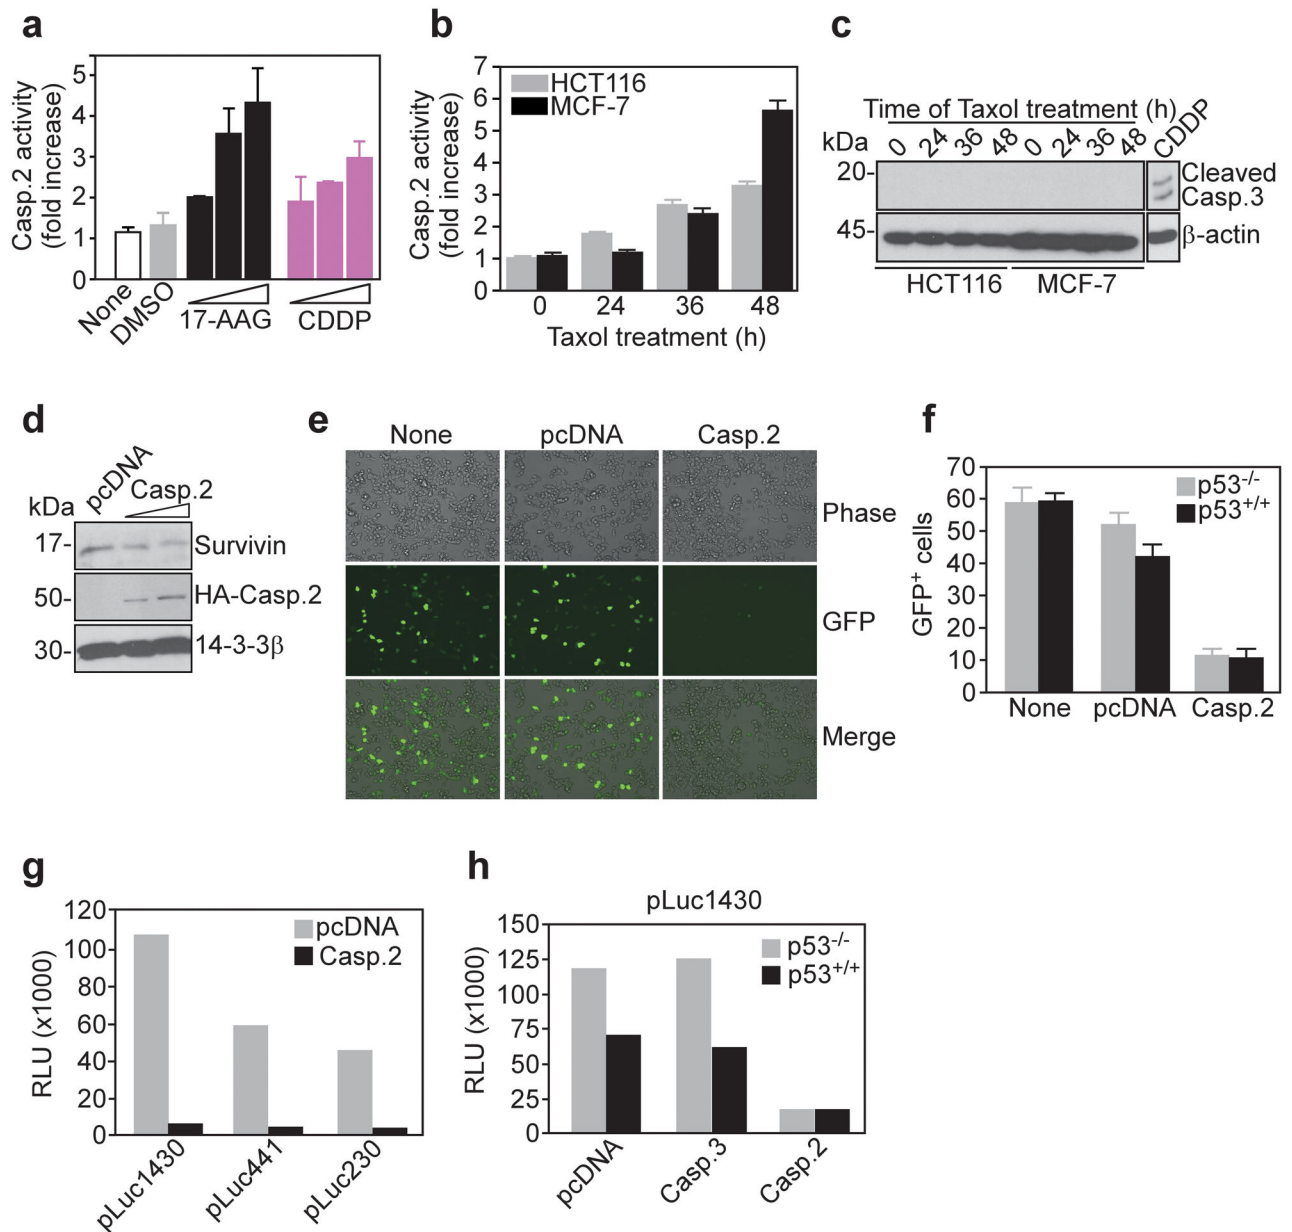 a
Casp.2 activity
(fold increase)
5
4
3
2
1
0
None
DMSO
17-AAG
CDDP
b
Casp.2 activity
(fold increase)
7
6
5
4
3
2
1
0
HCT116
MCF-7
0 24 36 48
Taxol treatment (h)
c
Time of Taxol treatment (h)
kDa
0 24 36 48 0 24 36 48 CDDP
20-
Cleaved
Casp.3
45-
β-actin
HCT116 MCF-7
d
pcDNA
Casp.2
kDa
17-
Survivin
50-
HA-Casp.2
30-
14-3-3β
e
None pcDNA Casp.2
Phase
GFP
Merge
f
GFP+ cells
70
60
50
40
30
20
10
0
p53-/-
p53+/+
None pcDNA Casp.2
g
RLU (x1000)
120
100
80
60
40
20
0
pcDNA
Casp.2
pLuc1430
pLuc441
pLuc230
h
pLuc1430
RLU (x1000)
150
125
100
75
50
25
0
p53-/-
p53+/+
pcDNA
Casp.3
Casp.2